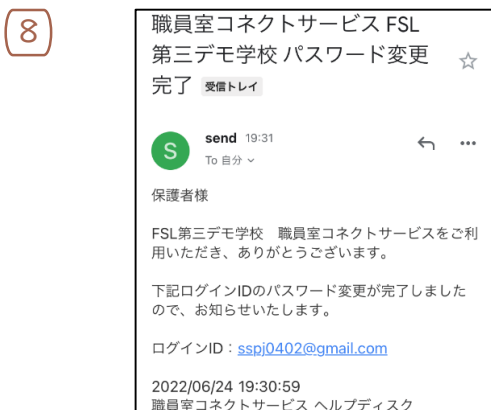 8
職員室コネクトサービス FSL
第三デモ学校 パスワード変更
完了 受信トレイ
S
send 19:31
To 自分
保護者様
FSL第三デモ学校　職員室コネクトサービスをご利
用いただき、ありがとうございます。
下記ログインIDのパスワード変更が完了しました
ので、お知らせいたします。
ログインID：sspj0402@gmail.com
2022/06/24 19:30:59
職員室コネクトサービス ヘルプディスク